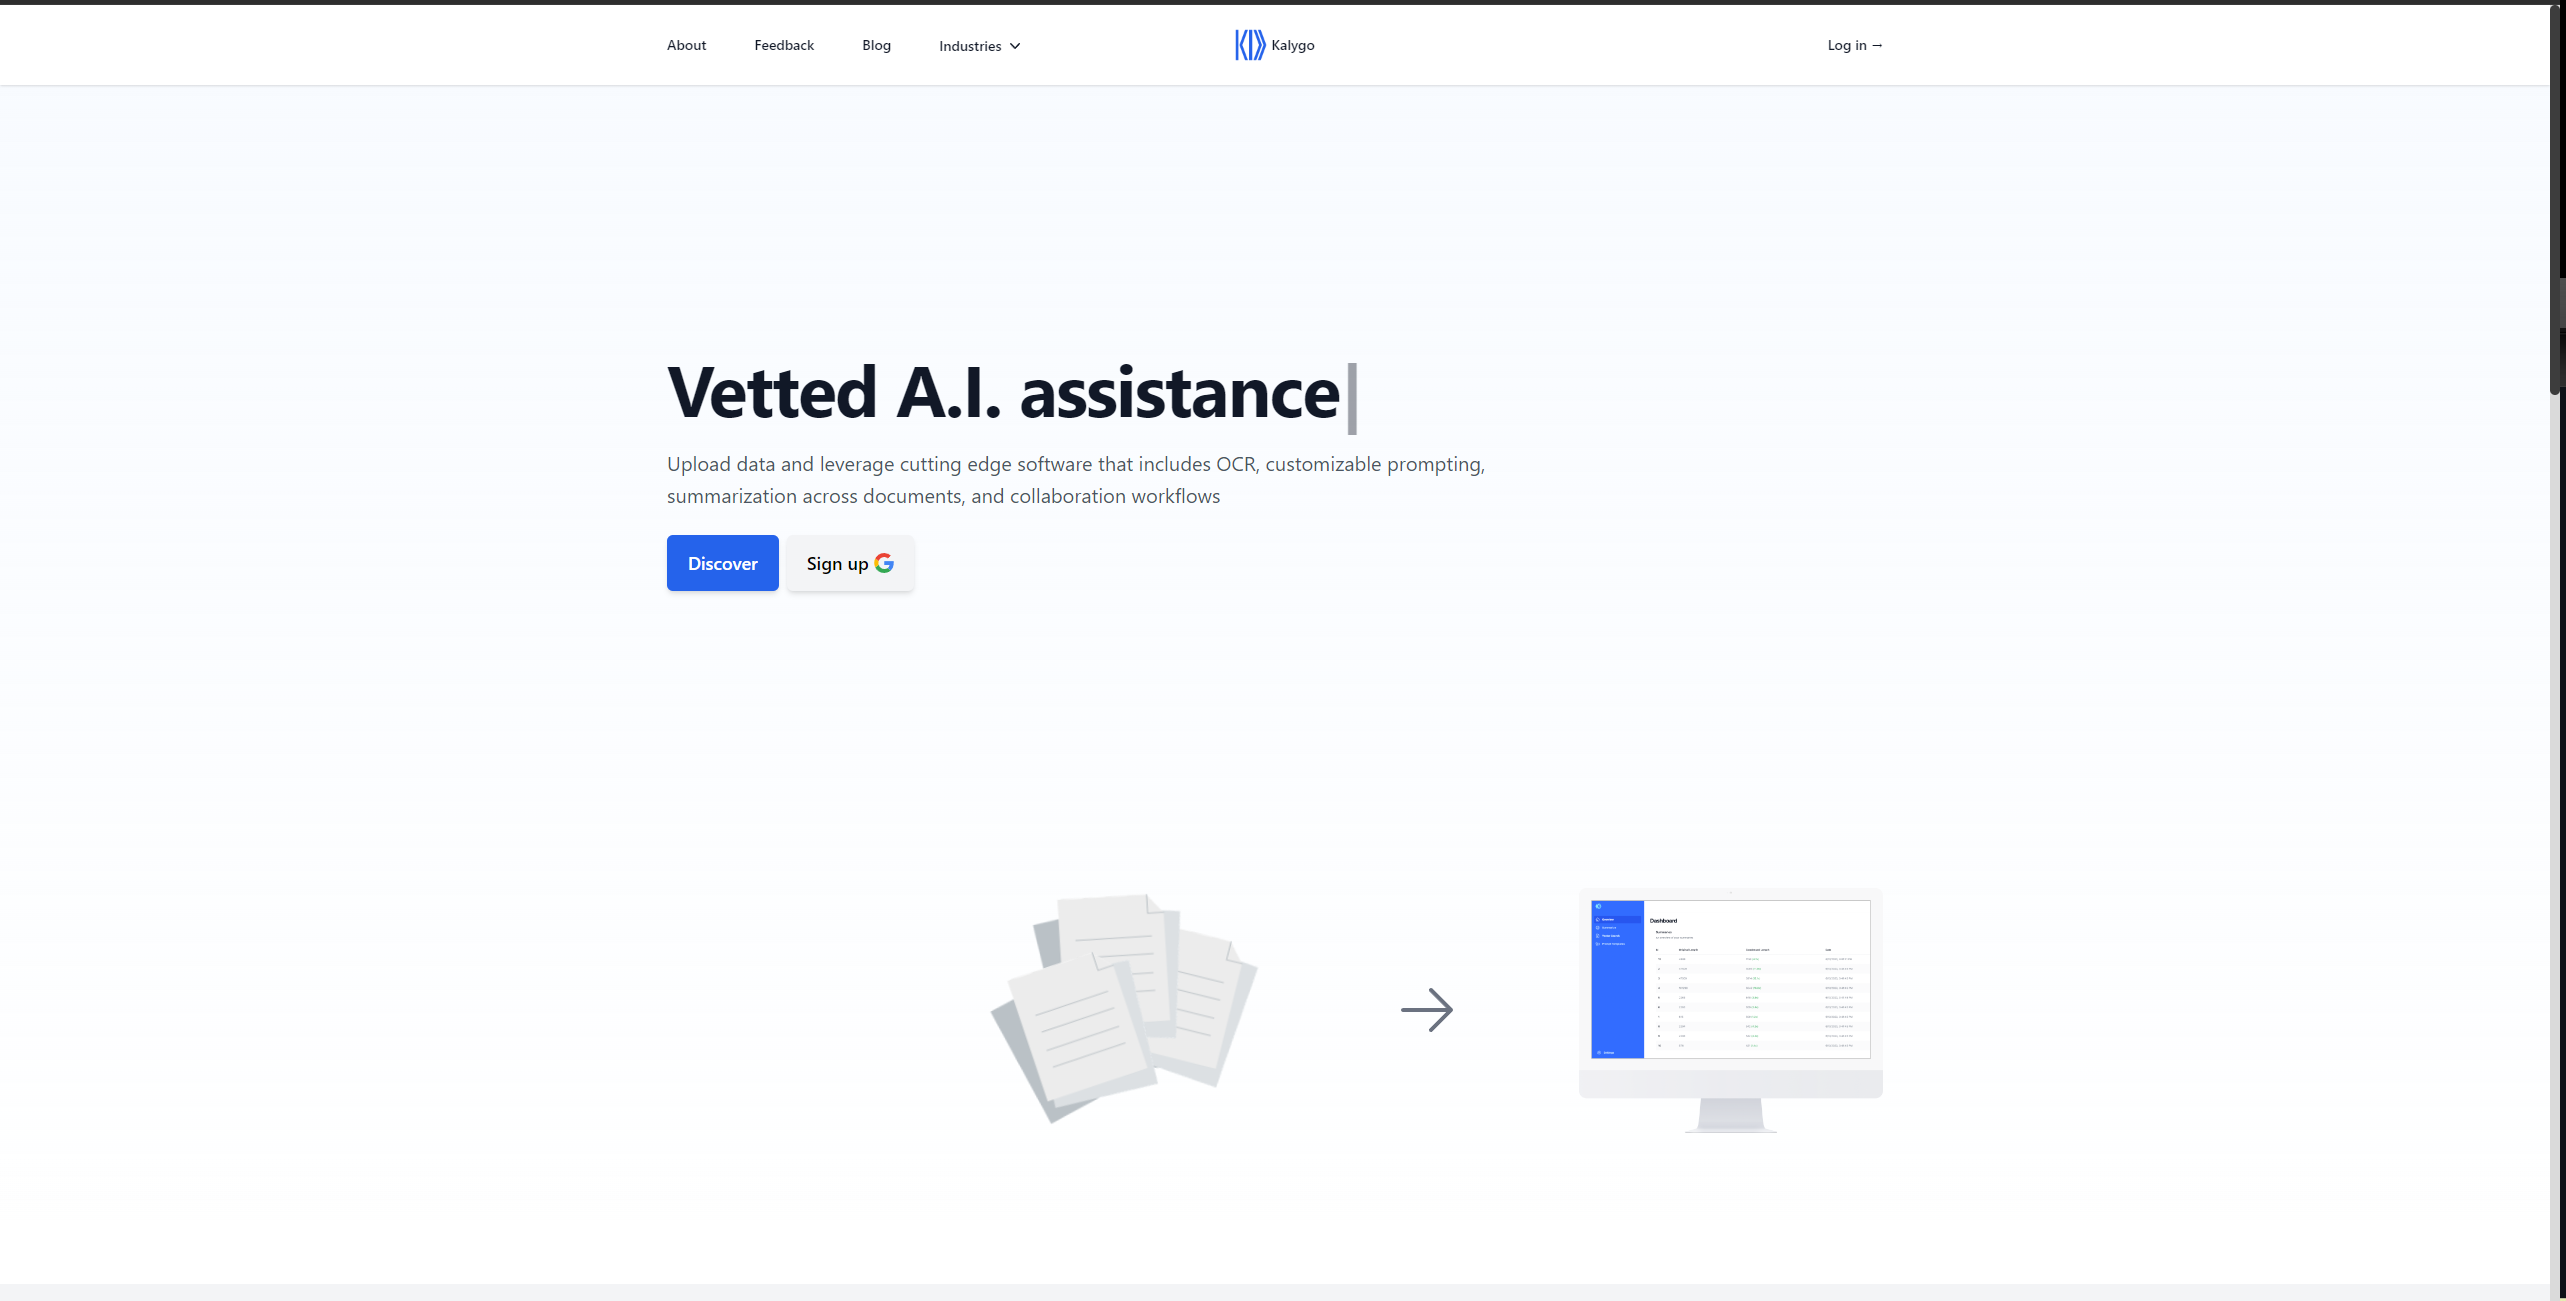 About
Feedback
Blog
Industries
Kalygo
Log in →
Vetted A.I. assistance
Upload data and leverage cutting edge software that includes OCR, customizable prompting,
summarization across documents, and collaboration workflows
Discover
Sign up
Dashboard